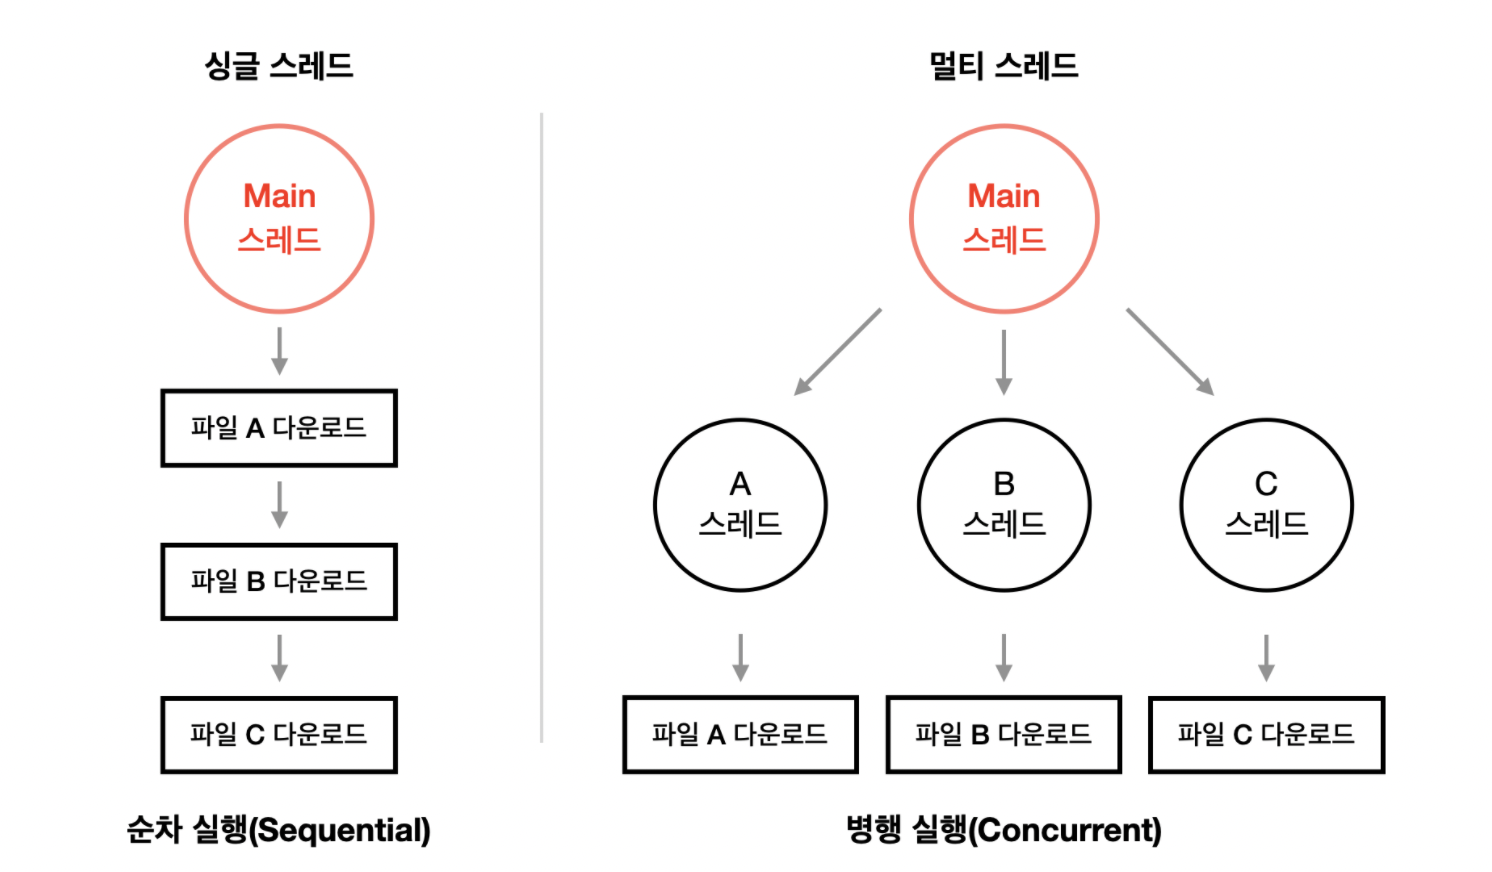 싱글 스레드
Main
스레드
파일 A 다운로드
파일 B 다운로드
파일 C 다운로드
순차 실행(Sequential)
멀티 스레드
Main
스레드
A
스레드
B
스레드
C
스레드
파일 A 다운로드
파일 B 다운로드
파일 C 다운로드
병행 실행(Concurrent)